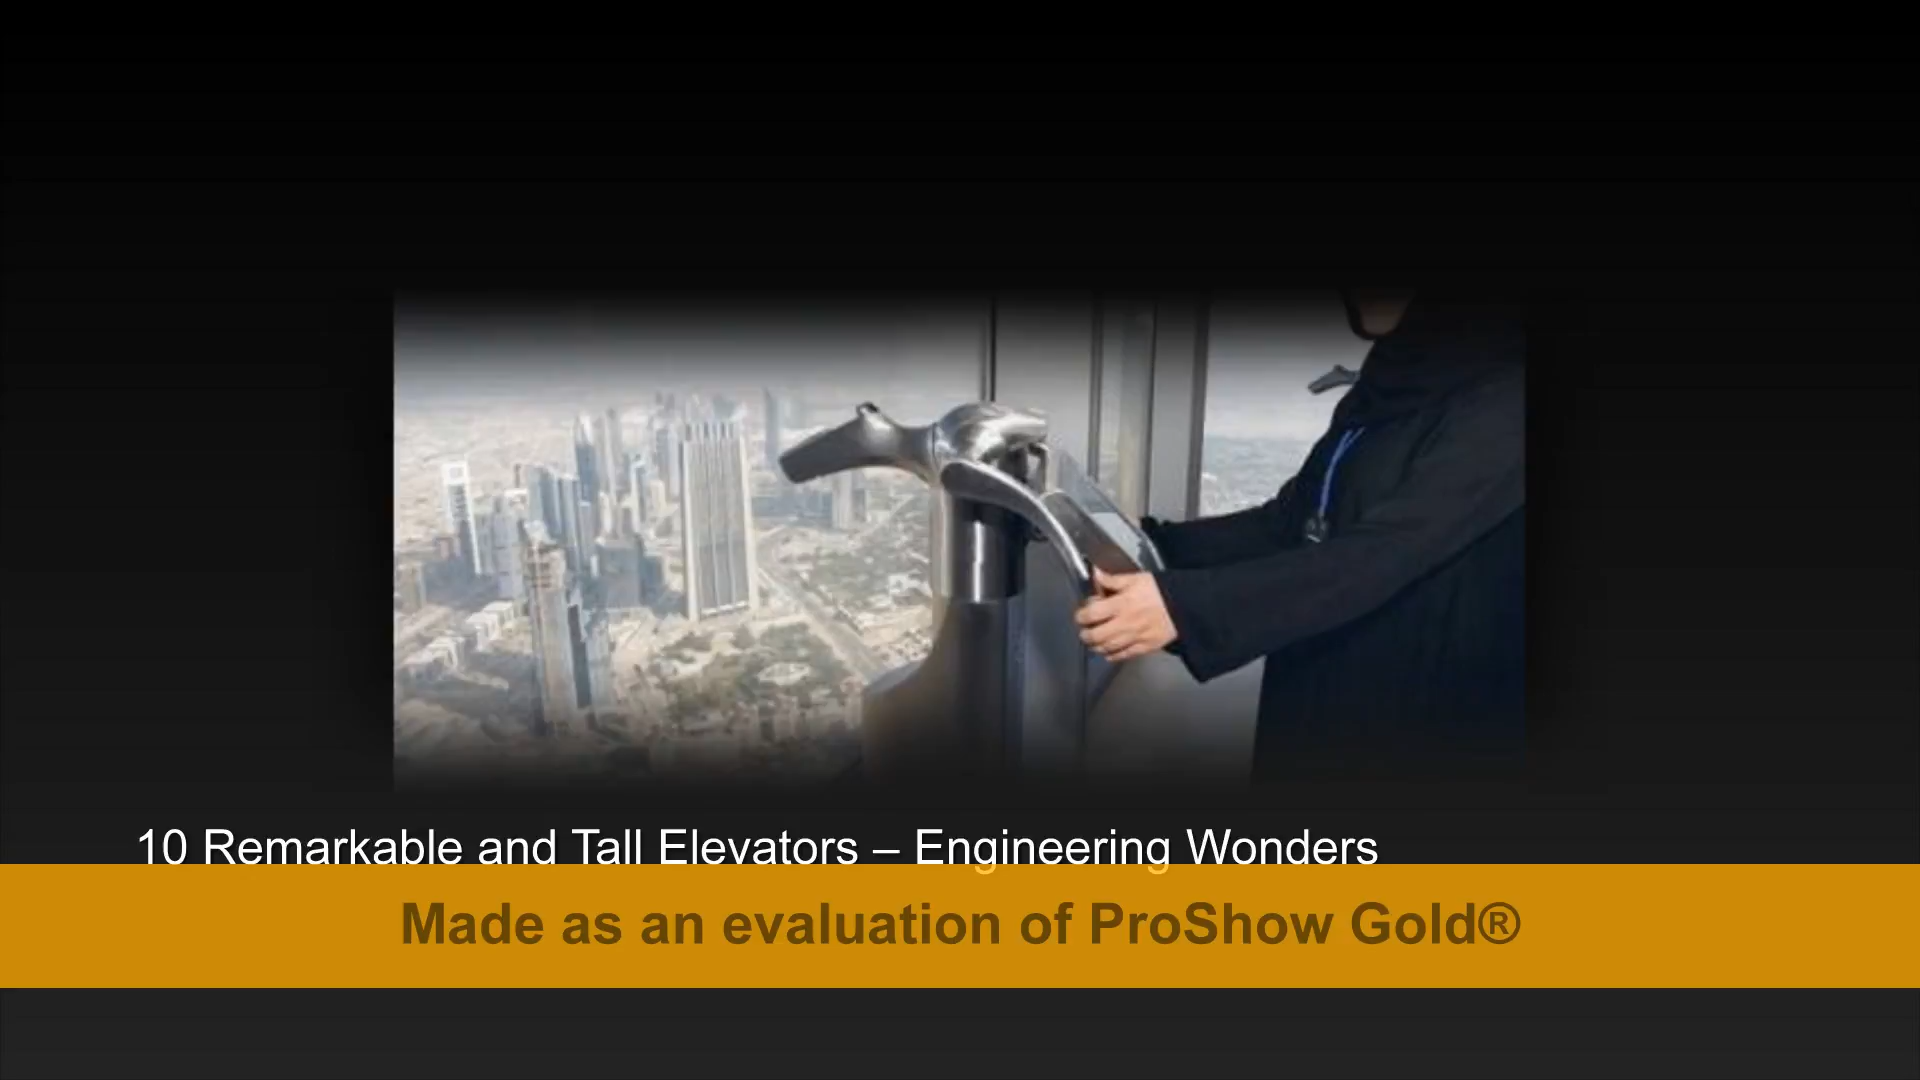 10 Remarkable and Tall Elevators – Engineering Wonders
Made as an evaluation of ProShow Gold®